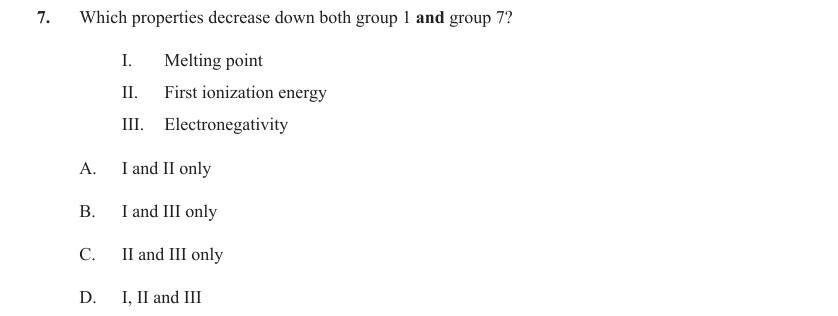 7. Which properties decrease down both group 1 and group 7?
I. Melting point
II. First ionization energy
III. Electronegativity
A. I and II only
B. I and III only
C. II and III only
D. I, II and III